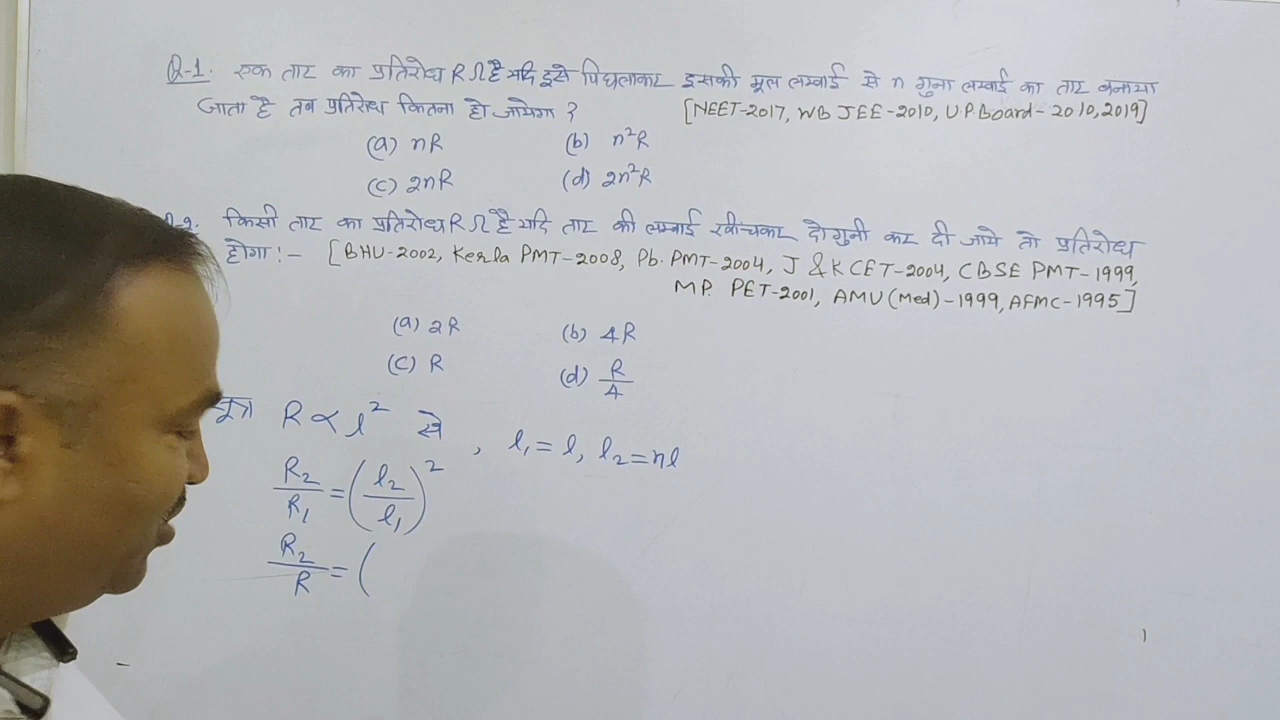 Q-1. एक तार का प्रतिरोध R Ω है यदि इसे पिघलाकर इसकी मूल लम्बाई से n गुना लम्बाई का तार बनाया
जाता है तब प्रतिरोध कितना हो जायेगा ? [NEET-2017, WB JEE-2010, U.P. Board-2010,2019]
(a) nR (b) n²R
(c) 2nR (d) 2n²R
किसी तार का प्रतिरोध R Ω है यदि तार की लम्बाई खींचकर दोगुनी कर दी जाये तो प्रतिरोध
होगा :- [BHU-2002, Kerla PMT-2008, Pb. PMT-2004, J & K CET-2004, CBSE PMT-1999,
MP. PET-2001, AMU (Med)-1999, AFMC-1995]
(a) 2R (b) 4R
(c) R (d) R/4
R ∝ l² से , l₁ = l, l₂ = nl
R₂/R₁ = (l₂/l₁)²
R₂/R = (